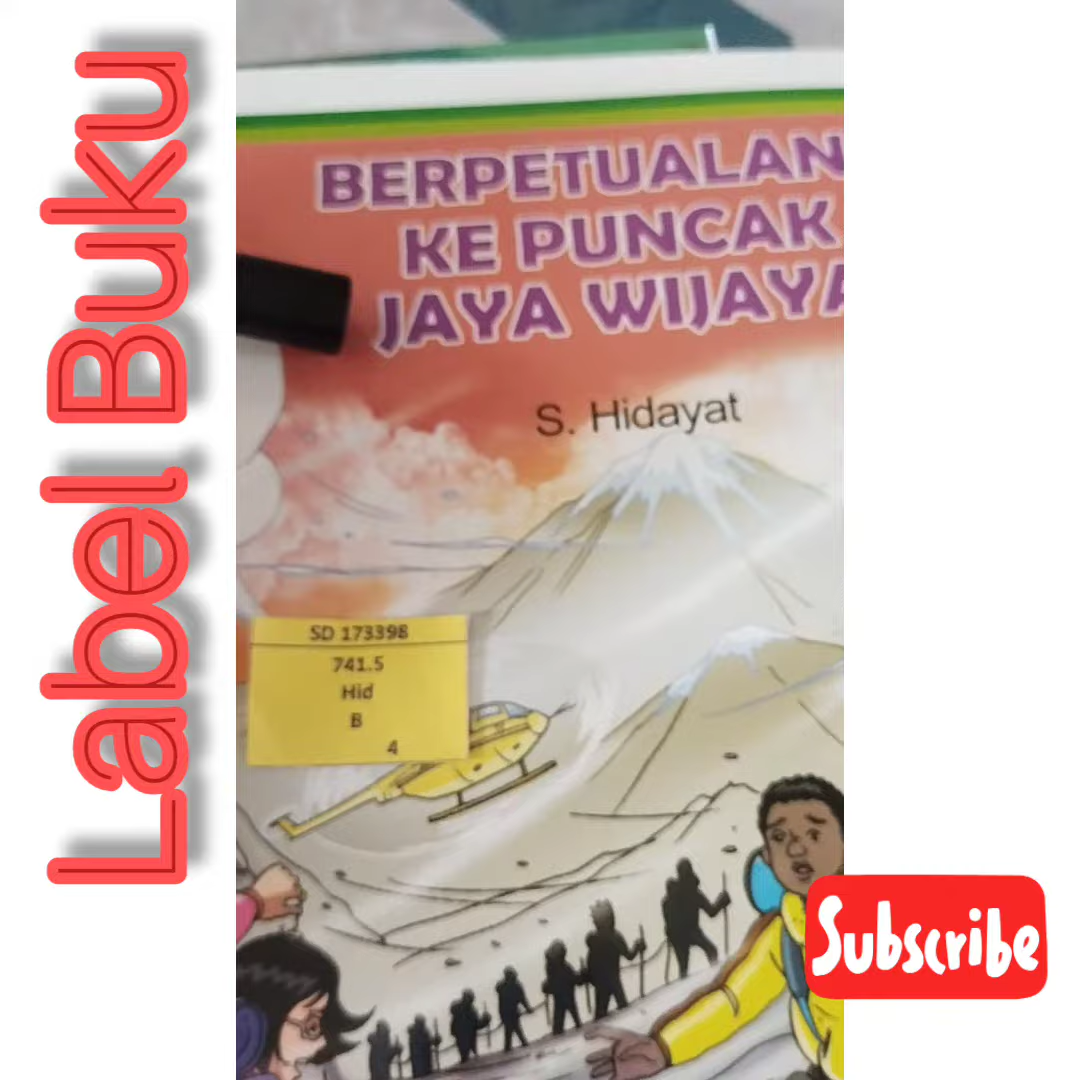 Label Buku
BERPETUALAN
KE PUNCAK
JAYA WIJAYA
S. Hidayat
SD 173398
741.5
Hid
B
4
Subscribe